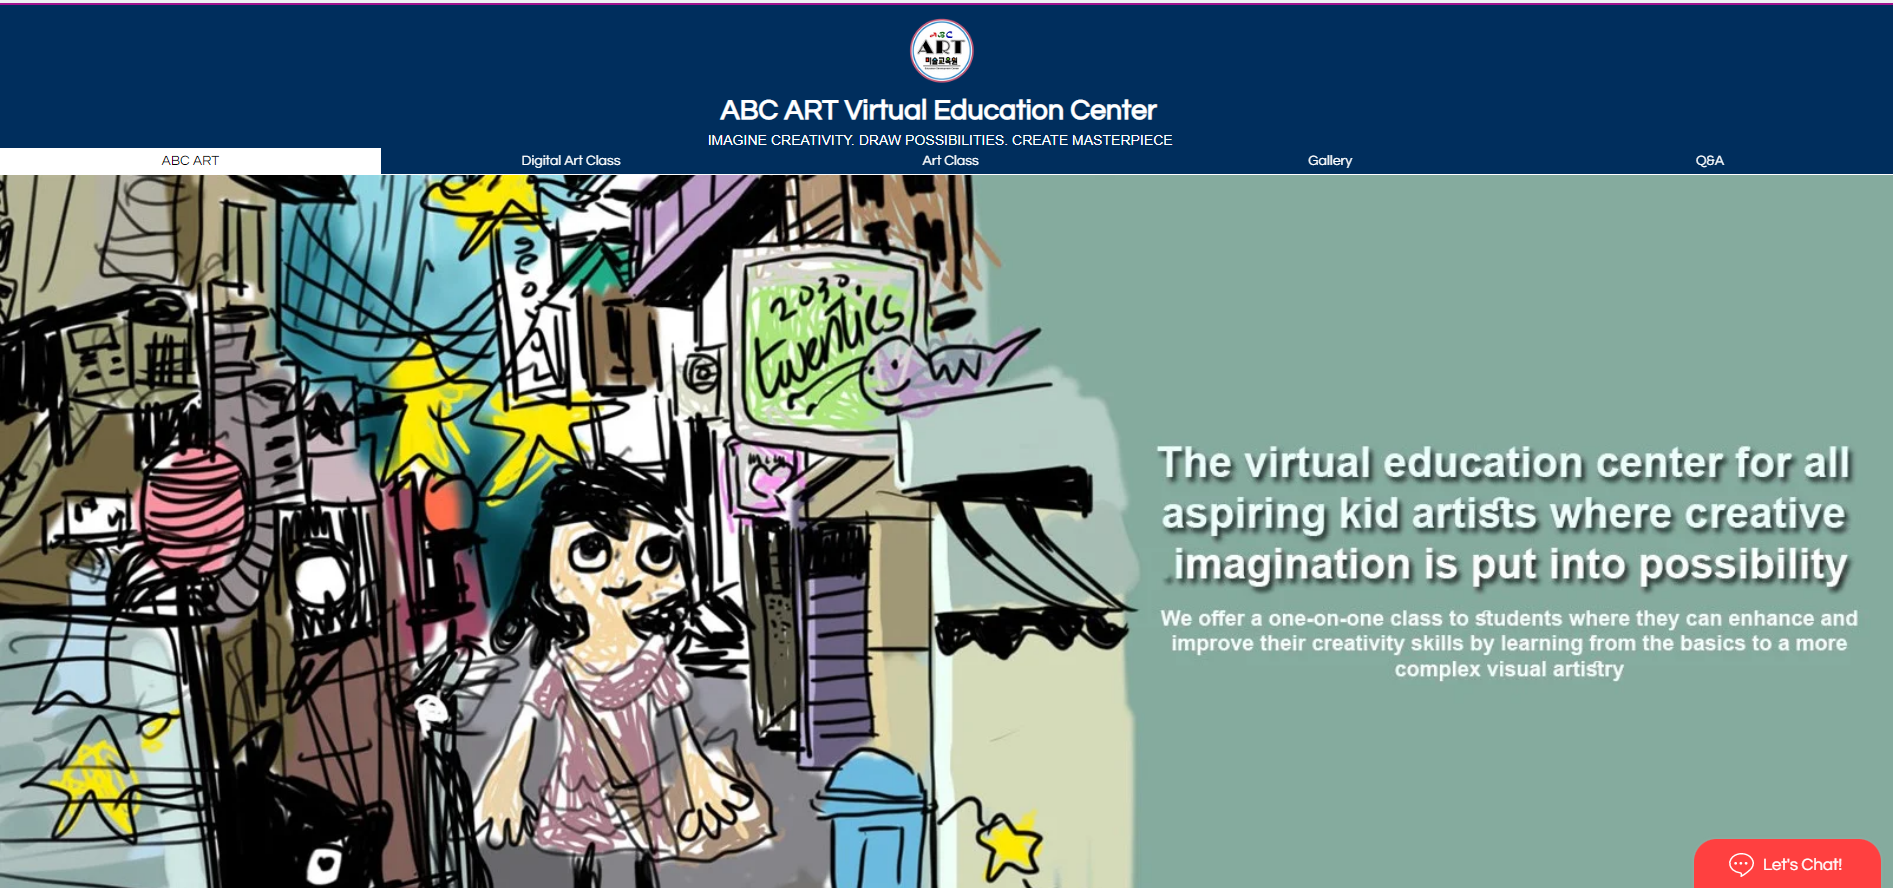 ABC
ART
미술교육원
ABC ART Virtual Education Center
IMAGINE CREATIVITY. DRAW POSSIBILITIES. CREATE MASTERPIECE
ABC ART
Digital Art Class
Art Class
Gallery
Q&A
2030.
twenties
The virtual education center for all
aspiring kid artists where creative
.imagination is put into possibility
We offer a one-on-one class to students where they can enhance and
improve their creativity skills by learning from the basics to a more
complex visual artistry
Let's Chat!